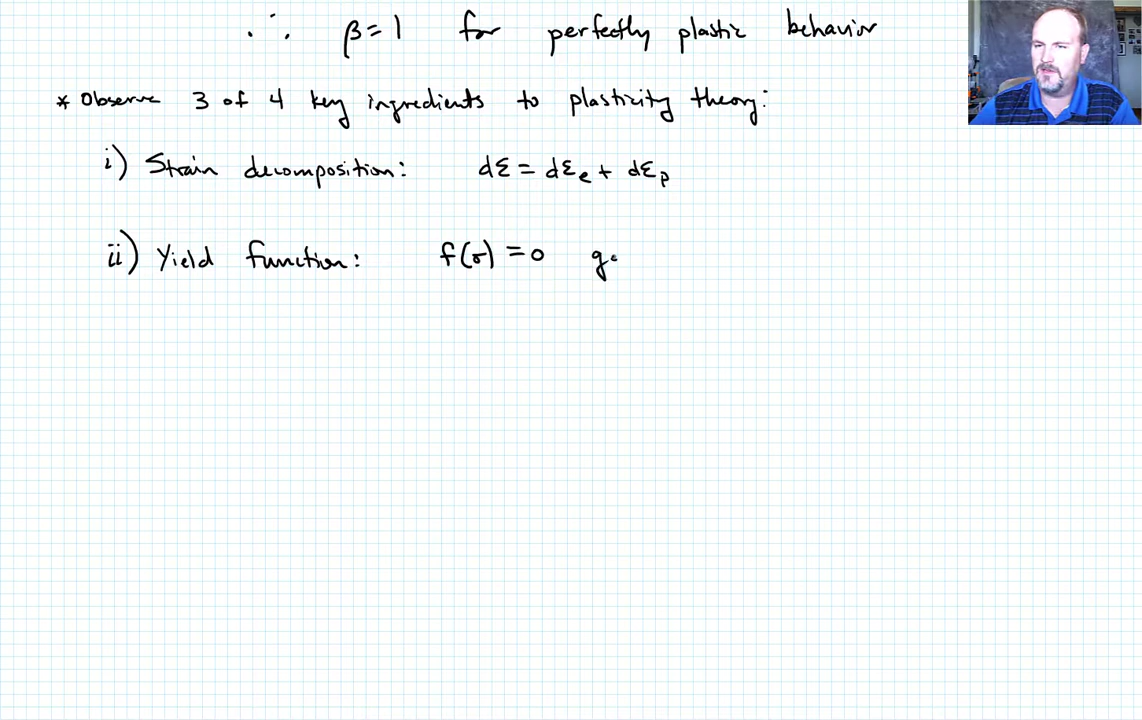 ∴ β=1 for perfectly plastic behavior
* Observe 3 of 4 key ingredients to plasticity theory:
i) Strain decomposition: dε = dεe + dεp
ii) Yield function: f(σ) = 0